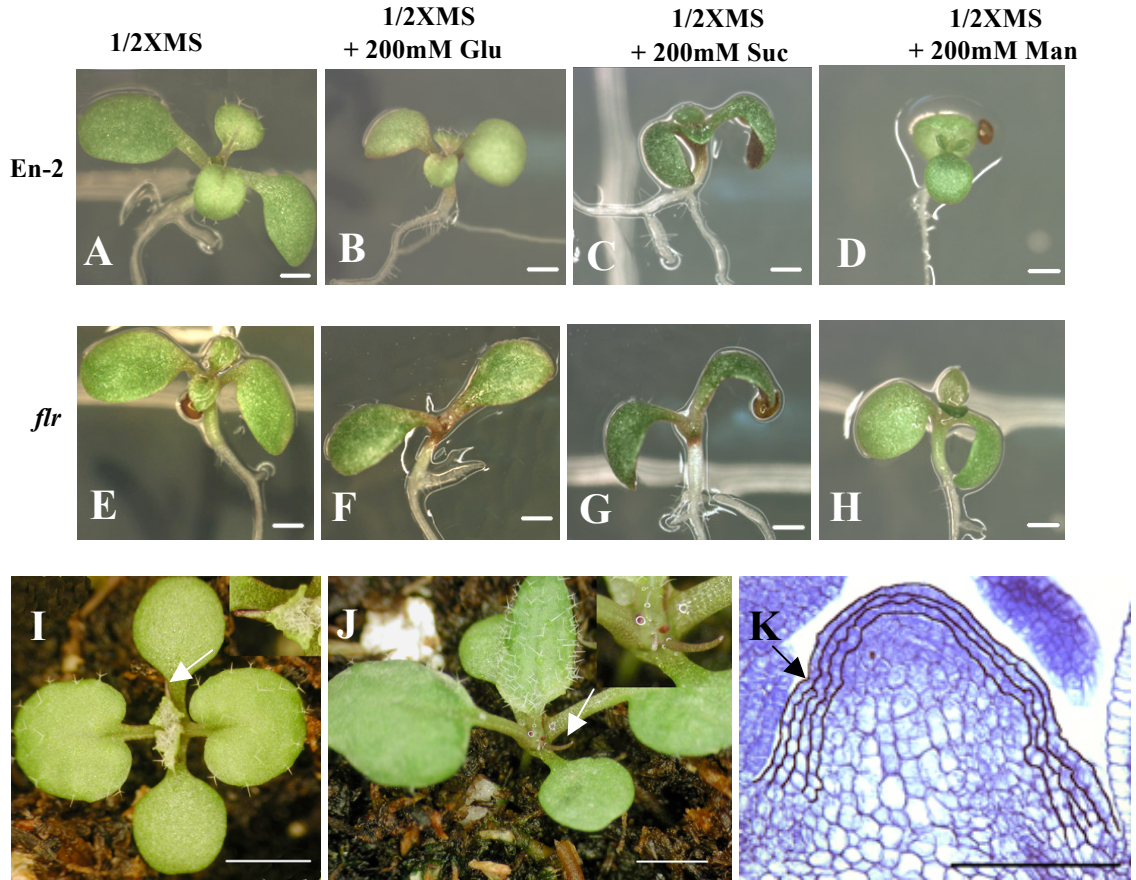 1/2XMS
1/2XMS
+ 200mM Glu
1/2XMS
+ 200mM Suc
1/2XMS
+ 200mM Man
En-2
A
B
C
D
flr
E
F
G
H
I
J
K